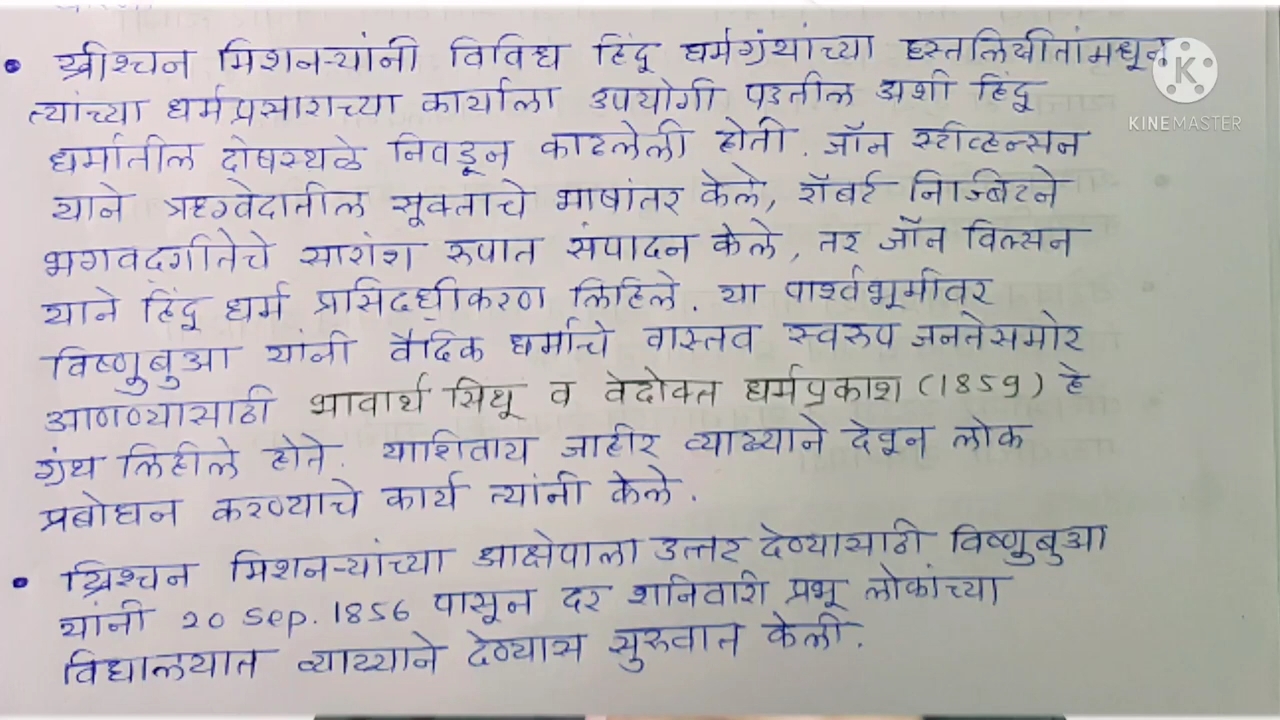 • ख्रीश्चन मिशनऱ्यांनी विविध हिंदू धर्मग्रंथांच्या हस्तलिखीतांमधून
त्यांच्या धर्मप्रसाराच्या कार्याला उपयोगी पडतील अशी हिंदू
धर्मातील दोषस्थळे निवडून काढलेली होती. जॉन स्टीव्हन्सन
याने ऋग्वेदातील सूक्ताचे भाषांतर केले, रॉबर्ट निज्बिटने
भगवद्गीतेचे सारांश रुपात संपादन केले, तर जॉन विल्सन
याने हिंदू धर्म प्रसिद्धीकरण लिहिले. या पार्श्वभूमीवर
विष्णुबुआ यांनी वैदिक धर्माचे वास्तव स्वरुप जनतेसमोर
आणण्यासाठी भावार्थ सिंधू व वेदोक्त धर्मप्रकाश (1859) हे
ग्रंथ लिहीले होते. याशिवाय जाहीर व्याख्याने देवून लोक
प्रबोधन करण्याचे कार्य त्यांनी केले.
• ख्रिश्चन मिशनऱ्यांच्या आक्षेपाला उत्तर देण्यासाठी विष्णुबुआ
यांनी 20 Sep. 1856 पासून दर शनिवारी प्रभू लोकांच्या
विद्यालयात व्याख्याने देण्यास सुरुवात केली.
K
KINEMASTER